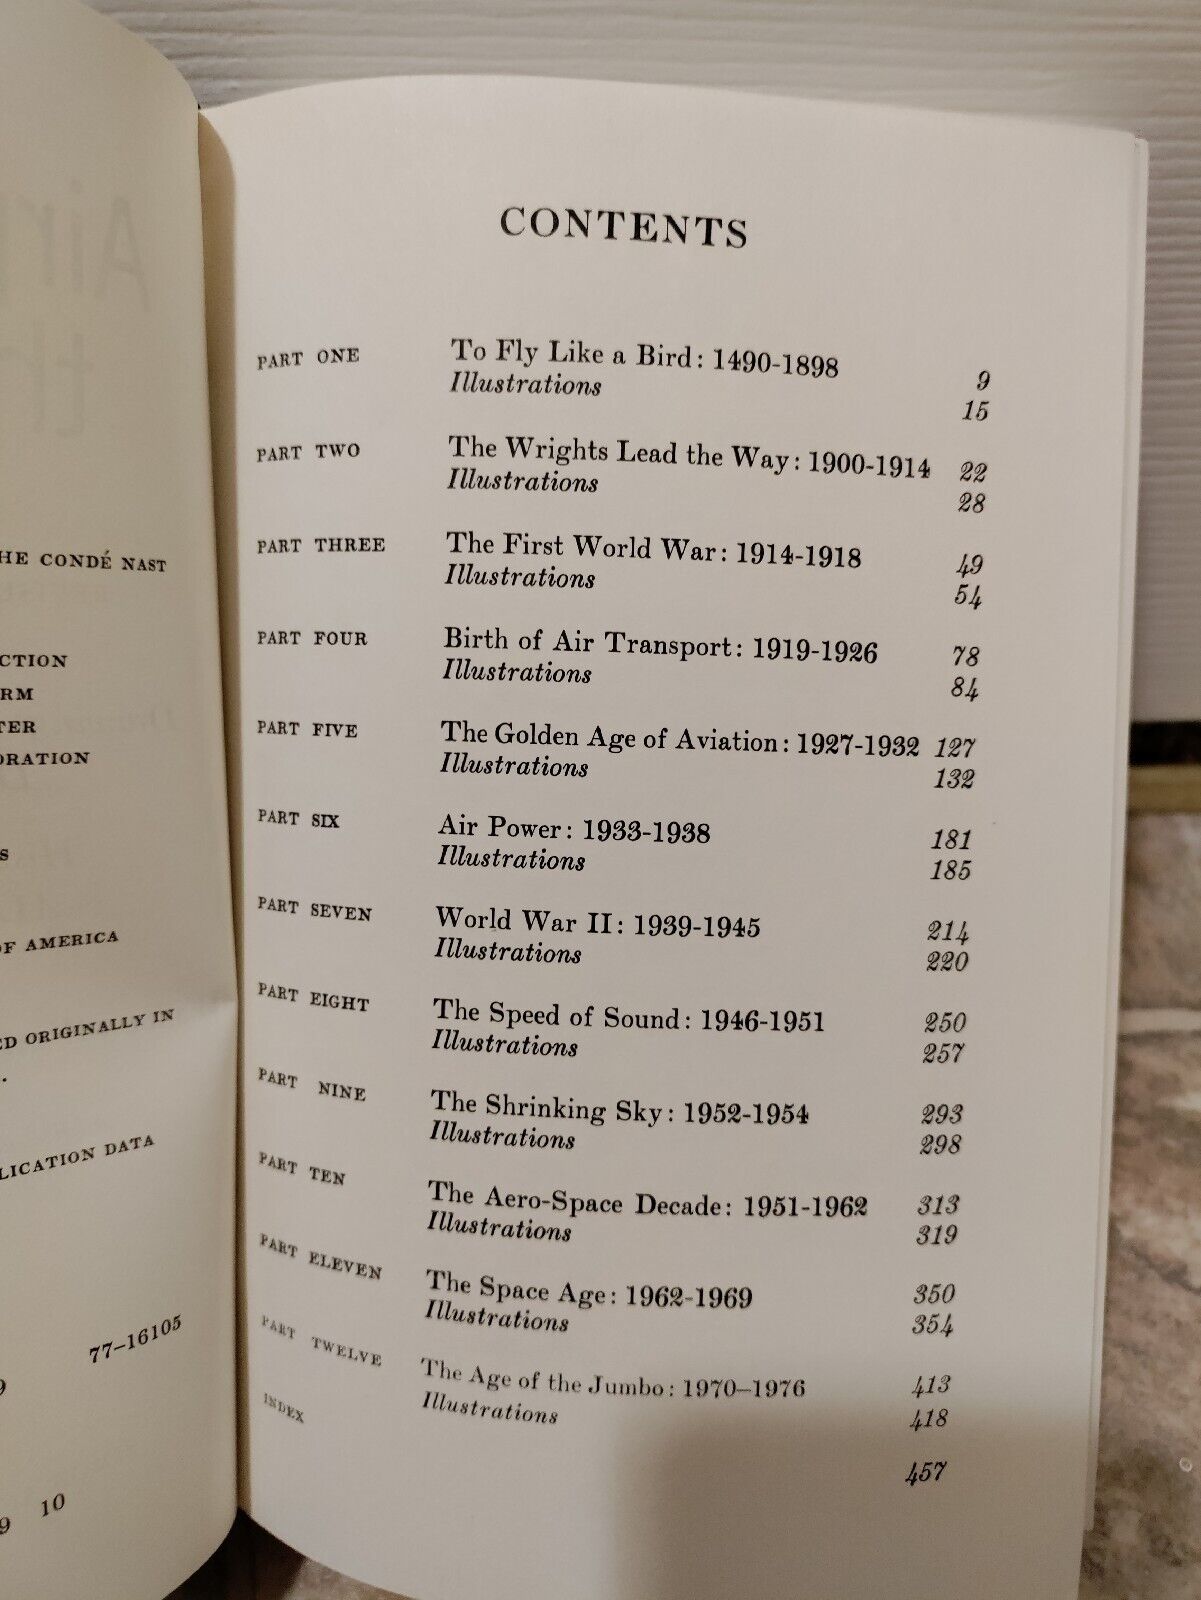 HE CONDÉ NAST
CTION
RM
TER
ORATION
S
OF AMERICA
ED ORIGINALLY IN
.
LICATION DATA
77–16105
9
9 10
CONTENTS
PART ONE To Fly Like a Bird: 1490-1898 9
Illustrations 15
PART TWO The Wrights Lead the Way: 1900-1914 22
Illustrations 28
PART THREE The First World War: 1914-1918 49
Illustrations 54
PART FOUR Birth of Air Transport: 1919-1926 78
Illustrations 84
PART FIVE The Golden Age of Aviation: 1927-1932 127
Illustrations 132
PART SIX Air Power: 1933-1938 181
Illustrations 185
PART SEVEN World War II: 1939-1945 214
Illustrations 220
PART EIGHT The Speed of Sound: 1946-1951 250
Illustrations 257
PART NINE The Shrinking Sky: 1952-1954 293
Illustrations 298
PART TEN The Aero-Space Decade: 1951-1962 313
Illustrations 319
PART ELEVEN The Space Age: 1962-1969 350
Illustrations 354
PART TWELVE The Age of the Jumbo: 1970–1976 413
Illustrations 418
INDEX 457